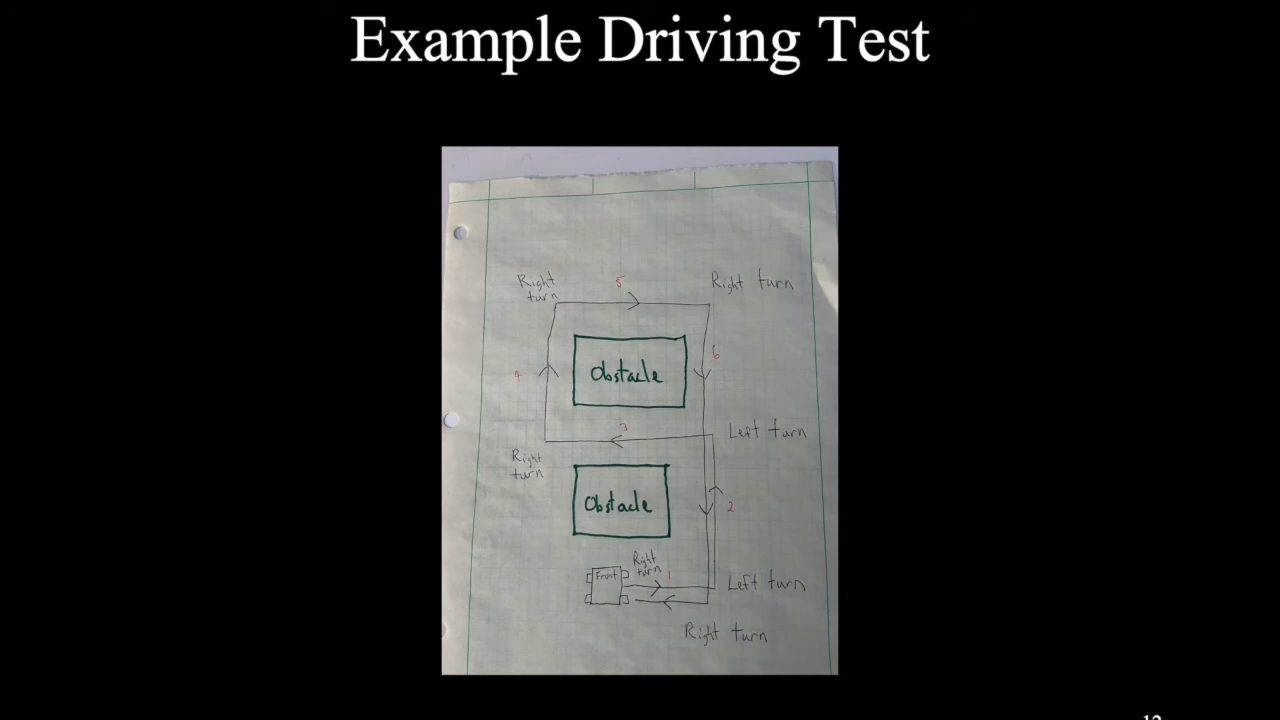 Example Driving Test
Right
turn
5
Right turn
Obstacle
6
4
3
Left turn
Right
turn
Obstacle
2
Right
turn
Front
1
Left turn
Right turn
12